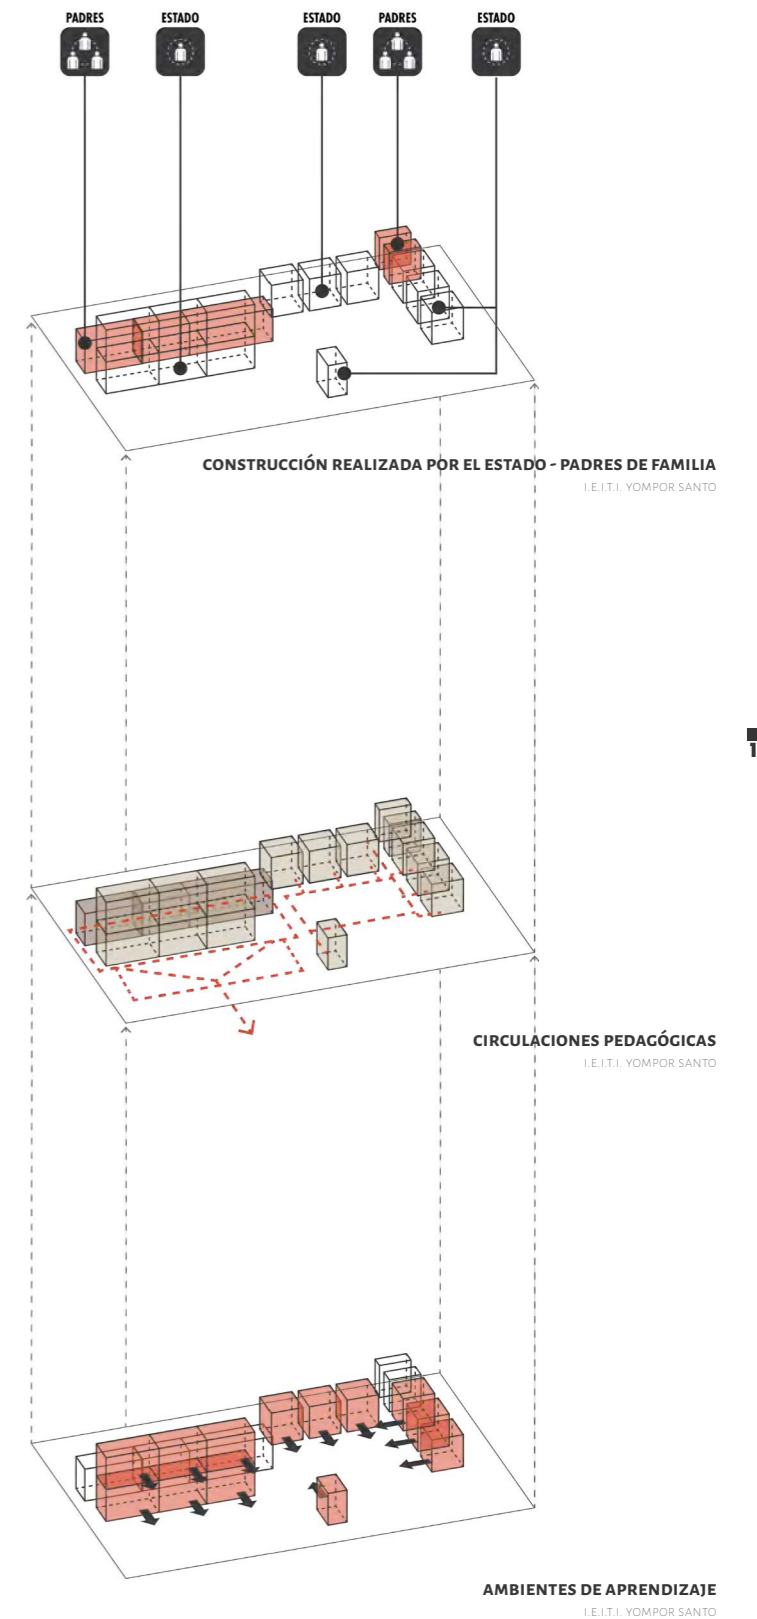 PADRES ESTADO ESTADO PADRES ESTADO
CONSTRUCCIÓN REALIZADA POR EL ESTADO - PADRES DE FAMILIA
I.E.I.T.I. YOMPOR SANTO
1
CIRCULACIONES PEDAGÓGICAS
I.E.I.T.I. YOMPOR SANTO
AMBIENTES DE APRENDIZAJE
I.E.I.T.I. YOMPOR SANTO